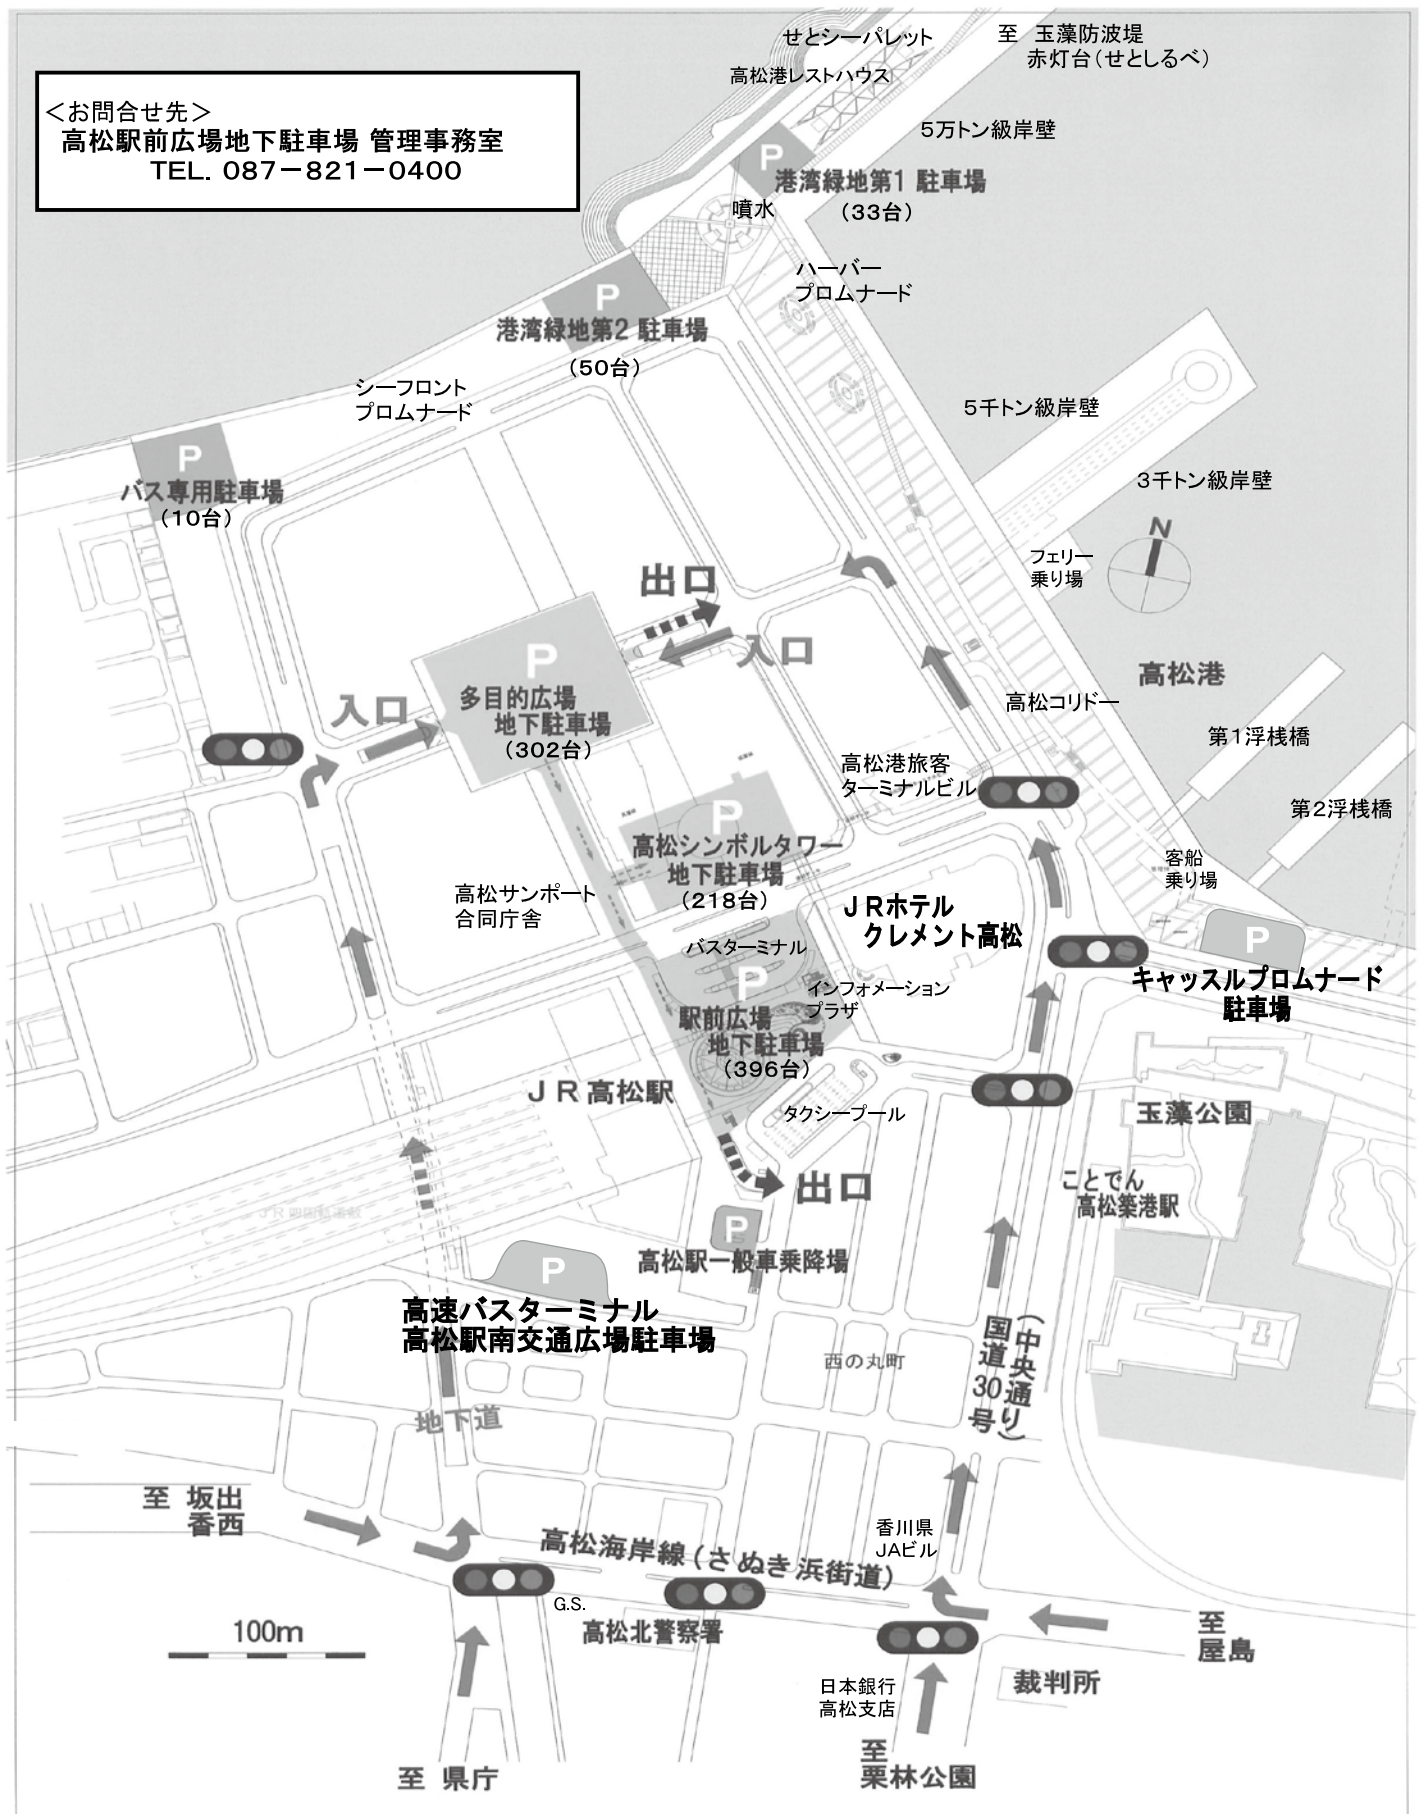 せとシーパレット
至 玉藻防波堤
赤灯台(せとしるべ)
高松港レストハウス
<お問合せ先>
高松駅前広場地下駐車場 管理事務室
TEL. 087-821-0400
5万トン級岸壁
P
港湾緑地第1 駐車場
(33台)
噴水
ハーバー
プロムナード
P
港湾緑地第2 駐車場
(50台)
シーフロント
プロムナード
5千トン級岸壁
P
バス専用駐車場
(10台)
3千トン級岸壁
N
フェリー
乗り場
出口
入口
P
多目的広場
地下駐車場
(302台)
入口
高松港
高松コリドー
第1浮桟橋
高松港旅客
ターミナルビル
第2浮桟橋
P
高松シンボルタワー
地下駐車場
(218台)
客船
乗り場
高松サンポート
合同庁舎
JRホテル
クレメント高松
P
キャッスルプロムナード
駐車場
バスターミナル
P
インフォメーション
プラザ
駅前広場
地下駐車場
(396台)
JR高松駅
タクシープール
玉藻公園
出口
ことでん
高松築港駅
JR四国軌道敷
P
高松駅一般車乗降場
P
高速バスターミナル
高松駅南交通広場駐車場
国道30号
(中央通り)
西の丸町
地下道
至 坂出
香西
高松海岸線(さぬき浜街道)
香川県
JAビル
G.S.
高松北警察署
100m
至
屋島
裁判所
日本銀行
高松支店
至 県庁
至
栗林公園